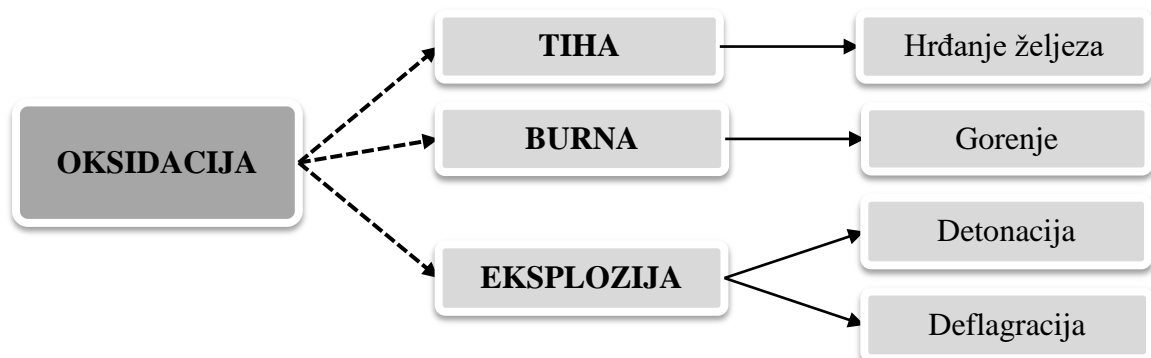 OKSIDACIJA
TIHA
Hrđanje željeza
BURNA
Gorenje
EKSPLOZIJA
Detonacija
Deflagracija